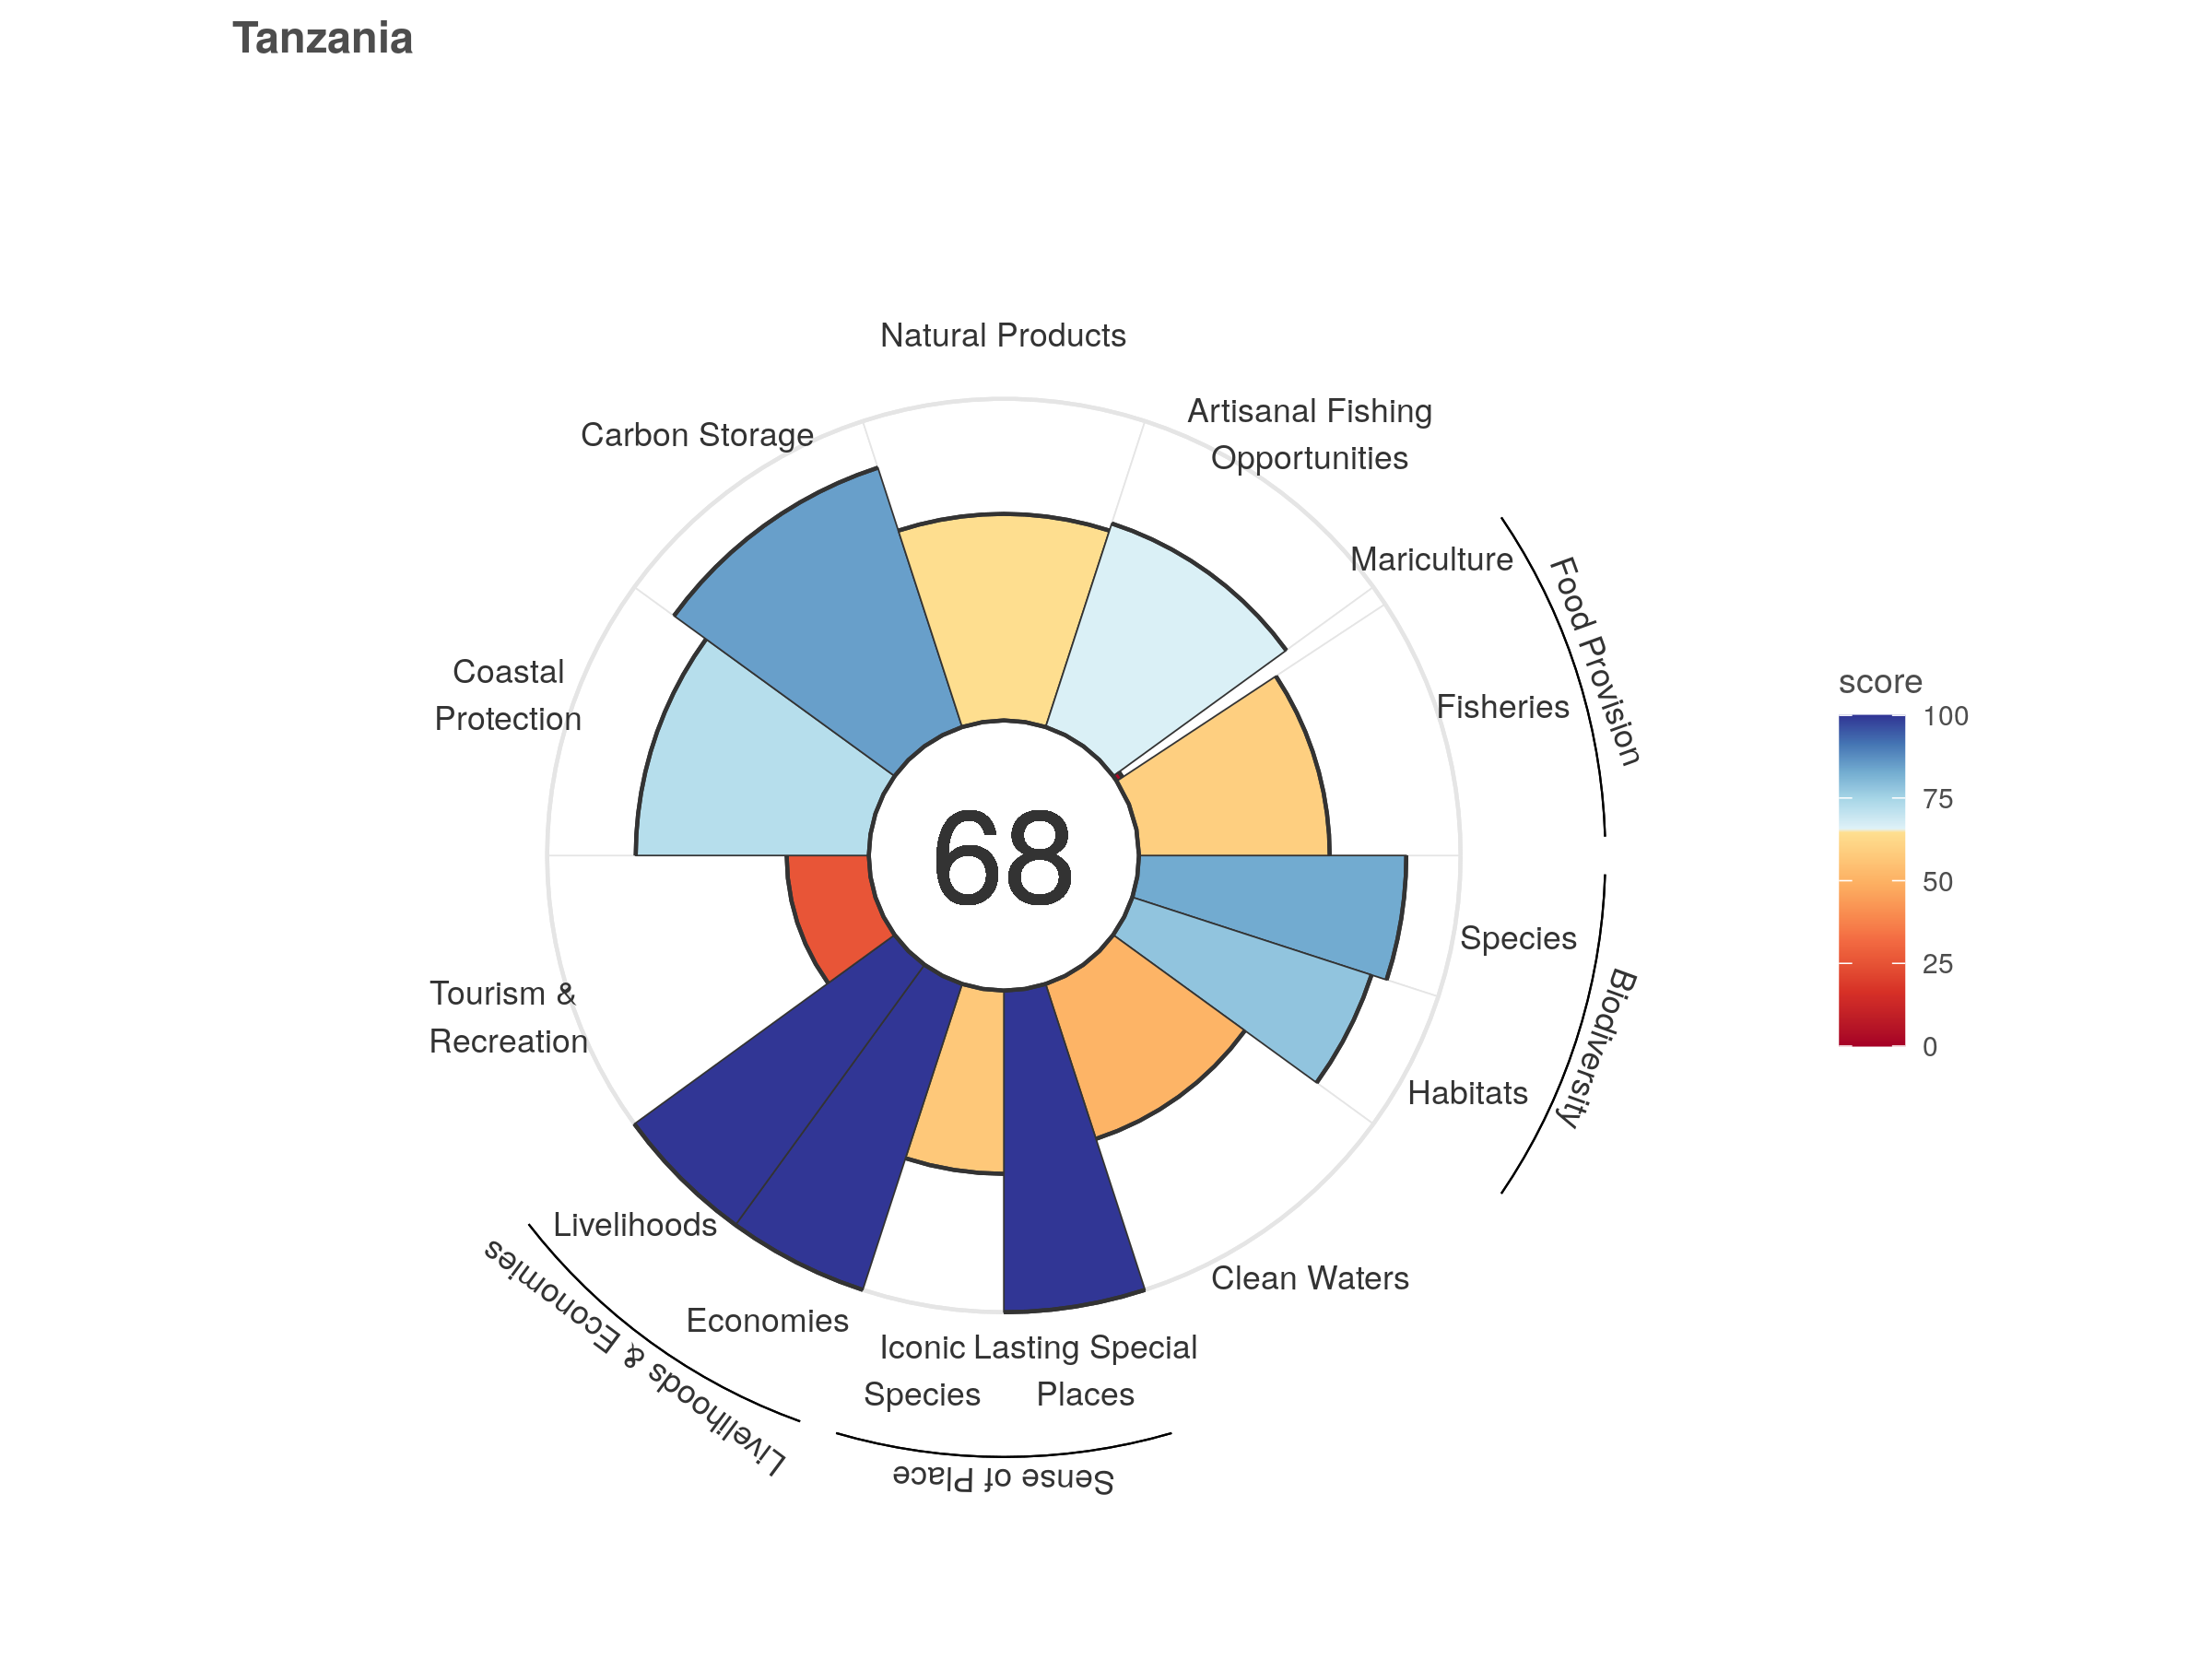 Tanzania
Natural Products
Artisanal Fishing
Opportunities
Carbon Storage
Mariculture
Food Provision
Fisheries
Coastal
Protection
68
Species
Biodiversity
Habitats
Tourism &
Recreation
Clean Waters
Livelihoods
Economies
Livelihoods & Economies
Iconic
Species
Lasting Special
Places
Sense of Place
score
100
75
50
25
0